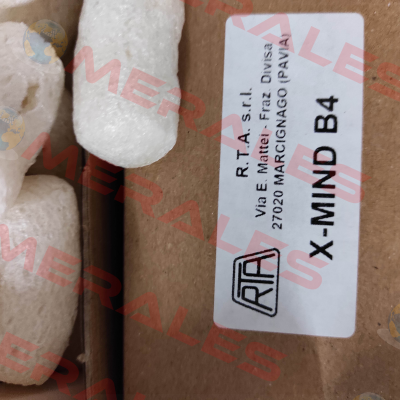 R.T.A. s.r.l.
Via E. Mattei - Fraz Divisa
27020 MARCIGNAGO (PAVIA)
RTA
X-MIND B4
MERALES
MERALES
MERALES